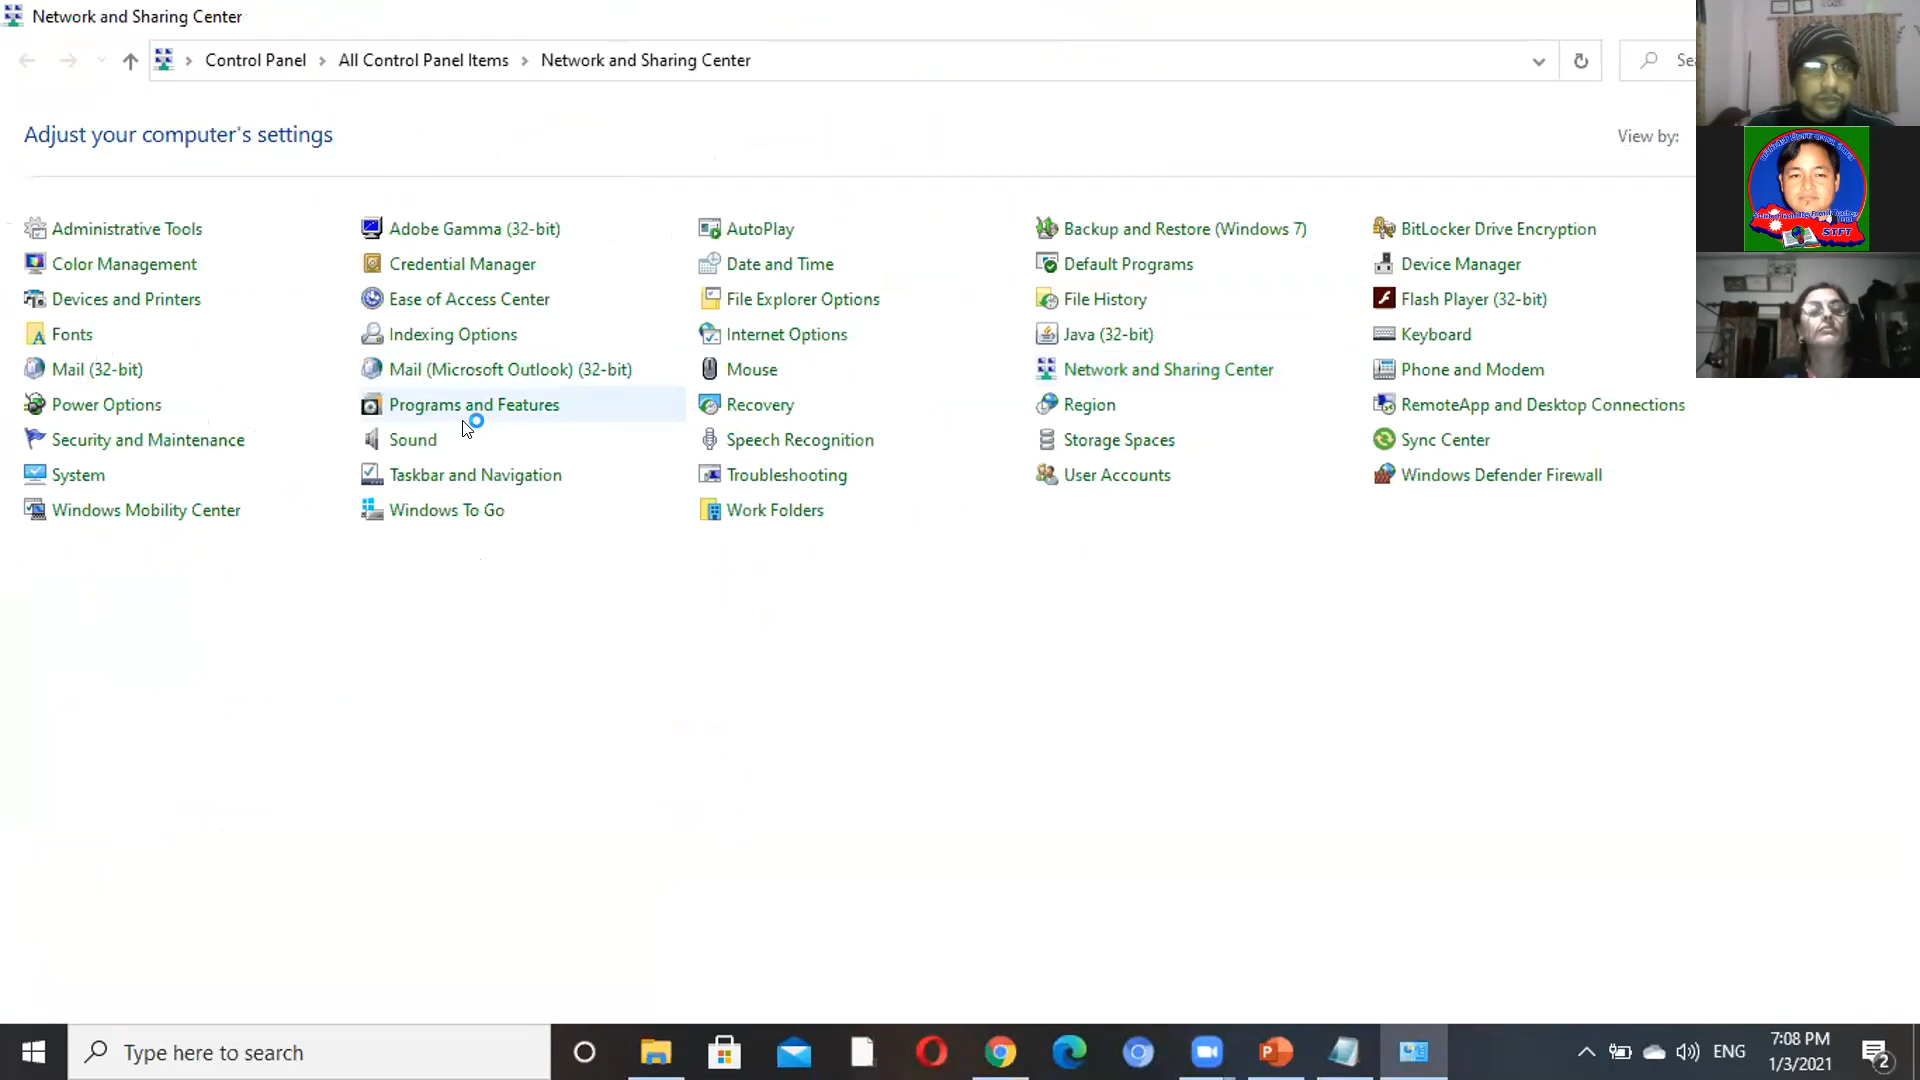 Network and Sharing Center
Control Panel > All Control Panel Items > Network and Sharing Center
Adjust your computer's settings
View by:
Administrative Tools
Adobe Gamma (32-bit)
AutoPlay
Backup and Restore (Windows 7)
BitLocker Drive Encryption
Color Management
Credential Manager
Date and Time
Default Programs
Device Manager
Devices and Printers
Ease of Access Center
File Explorer Options
File History
Flash Player (32-bit)
Fonts
Indexing Options
Internet Options
Java (32-bit)
Keyboard
Mail (32-bit)
Mail (Microsoft Outlook) (32-bit)
Mouse
Network and Sharing Center
Phone and Modem
Power Options
Programs and Features
Recovery
Region
RemoteApp and Desktop Connections
Security and Maintenance
Sound
Speech Recognition
Storage Spaces
Sync Center
System
Taskbar and Navigation
Troubleshooting
User Accounts
Windows Defender Firewall
Windows Mobility Center
Windows To Go
Work Folders
STFT
Type here to search
ENG
7:08 PM
1/3/2021
2